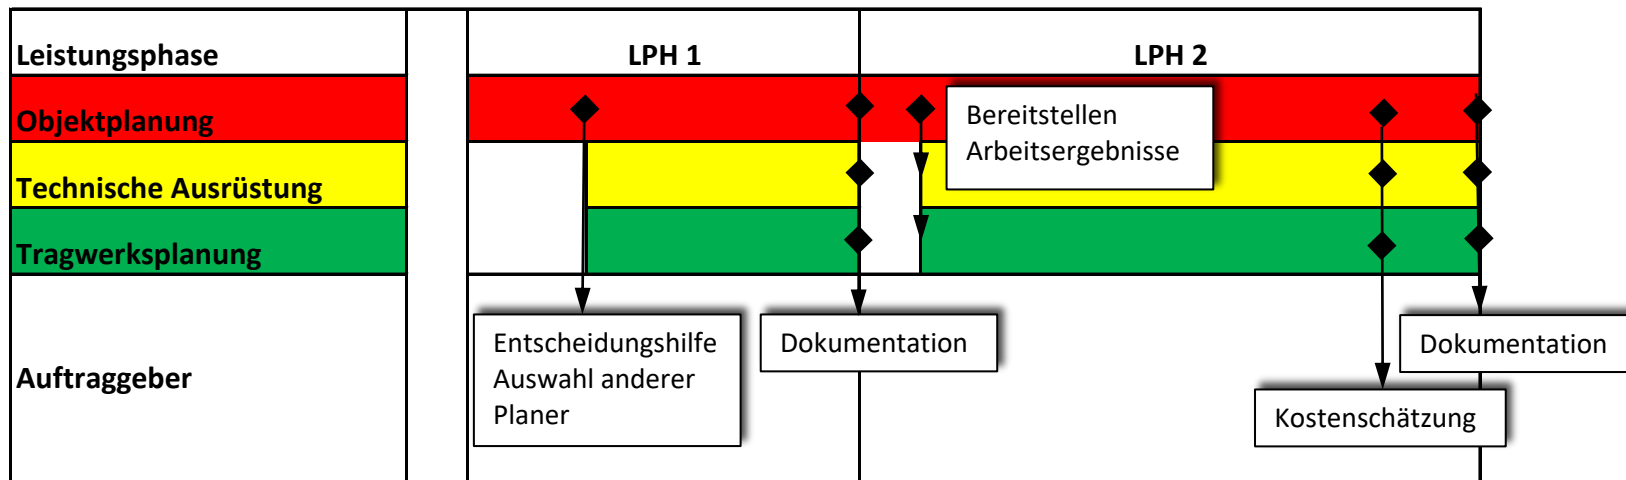 Leistungsphase
LPH 1
LPH 2
Objektplanung
Bereitstellen
Arbeitsergebnisse
Technische Ausrüstung
Tragwerksplanung
Auftraggeber
Entscheidungshilfe
Auswahl anderer
Planer
Dokumentation
Kostenschätzung
Dokumentation